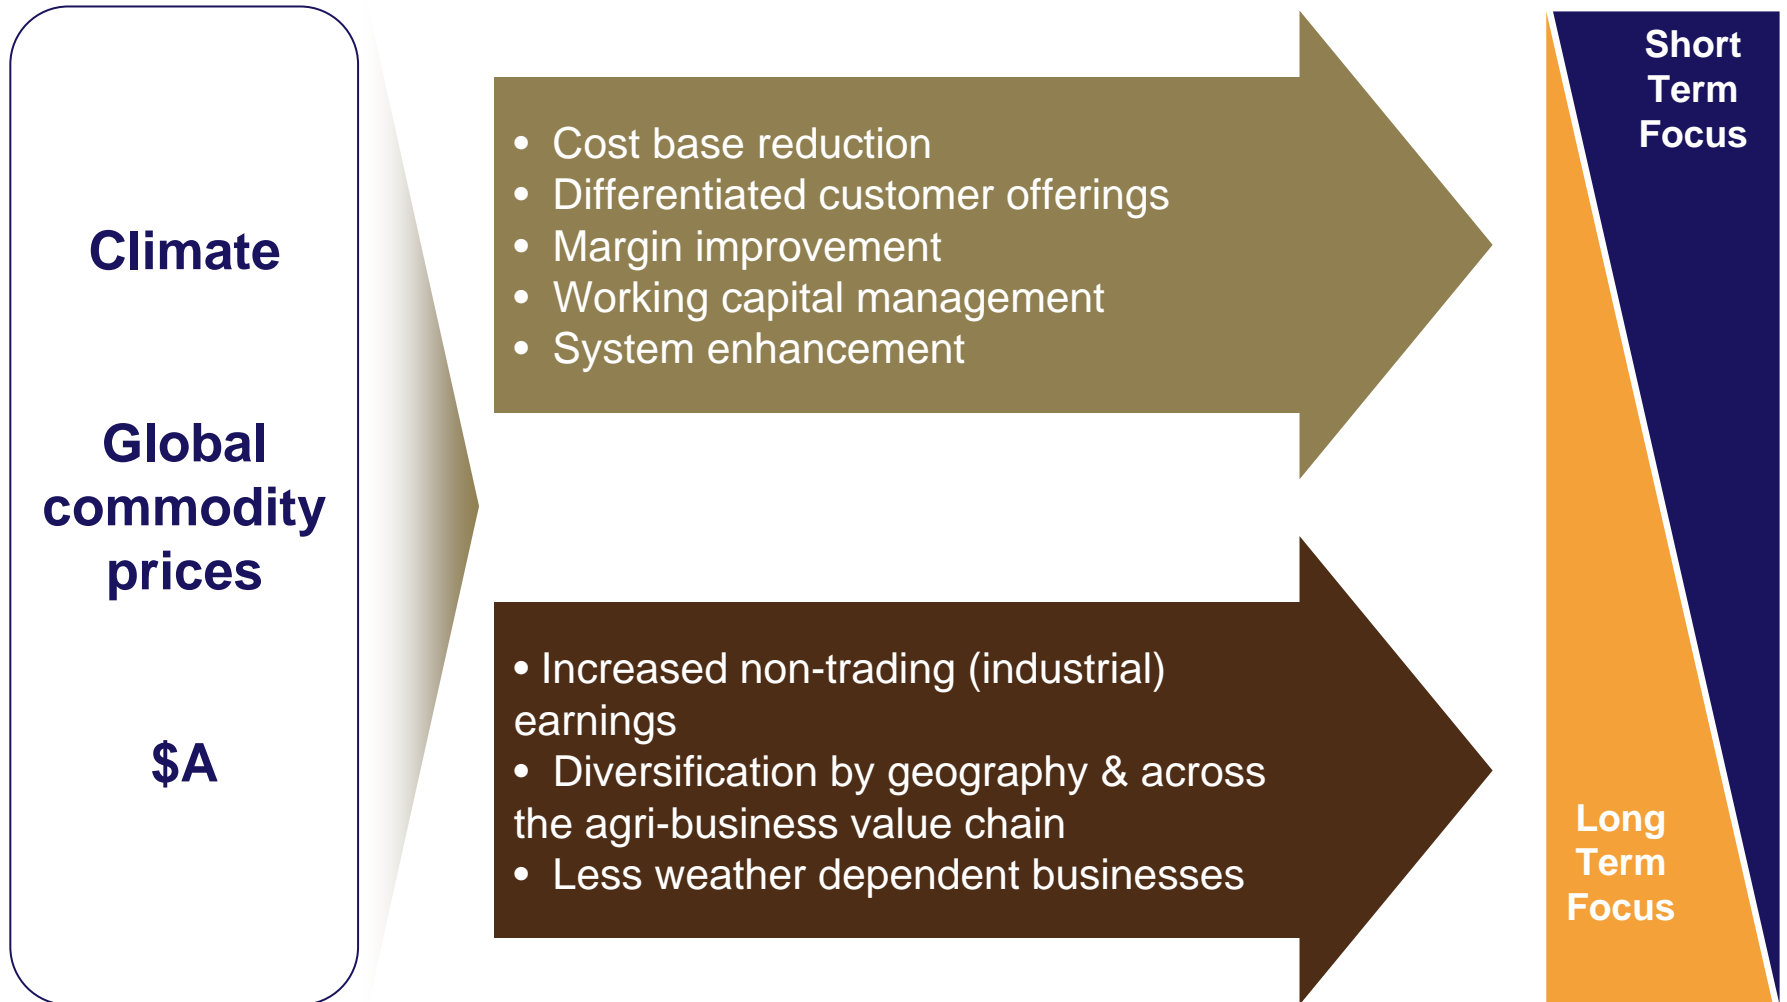 Climate
Global
commodity
prices
$A
• Cost base reduction
• Differentiated customer offerings
• Margin improvement
• Working capital management
• System enhancement
• Increased non-trading (industrial)
earnings
• Diversification by geography & across
the agri-business value chain
• Less weather dependent businesses
Short
Term
Focus
Long
Term
Focus